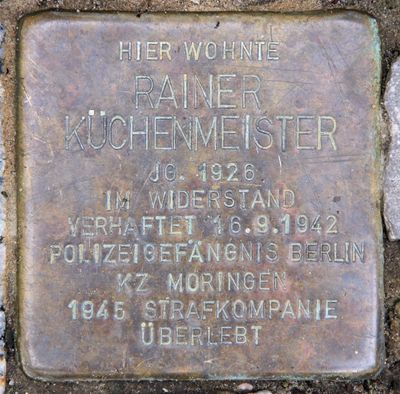 HIER WOHNTE
RAINER
KÜCHENMEISTER
JG. 1926
IM WIDERSTAND
VERHAFTET 16.9.1942
POLIZEIGEFÄNGNIS BERLIN
KZ MORINGEN
1945 STRAFKOMPANIE
ÜBERLEBT